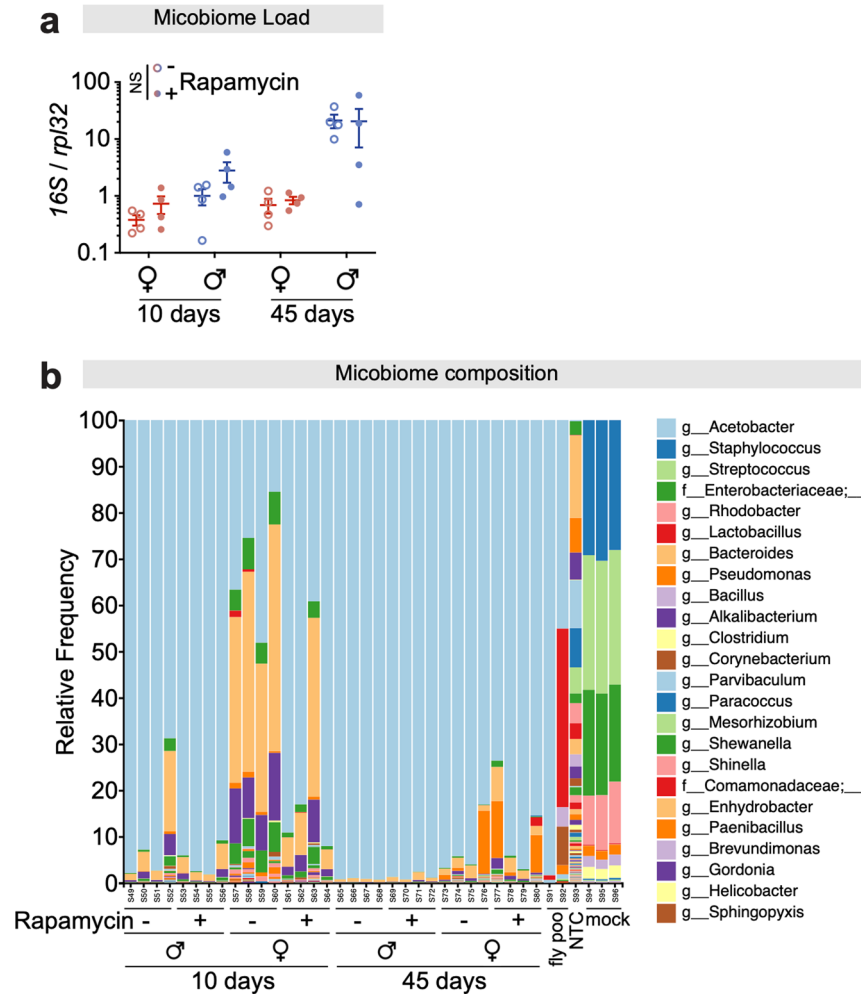 a
Micobiome Load
NS
- 
+
Rapamycin
16S / rpl32
100
10
1
0.1
♀ ♂ ♀ ♂
10 days 45 days
b
Micobiome composition
Relative Frequency
100
90
80
70
60
50
40
30
20
10
0
S49 S50 S51 S52 S53 S54 S55 S56 S57 S58 S59 S60 S61 S62 S63 S64 S65 S66 S67 S68 S69 S70 S71 S72 S73 S74 S75 S76 S77 S78 S79 S80 S91 S92 S93 S94 S95 S96
Rapamycin - + - + - + - +
fly pool
NTC
mock
♂ ♀ ♂ ♀
10 days 45 days
g__Acetobacter
g__Staphylococcus
g__Streptococcus
f__Enterobacteriaceae;__
g__Rhodobacter
g__Lactobacillus
g__Bacteroides
g__Pseudomonas
g__Bacillus
g__Alkalibacterium
g__Clostridium
g__Corynebacterium
g__Parvibaculum
g__Paracoccus
g__Mesorhizobium
g__Shewanella
g__Shinella
f__Comamonadaceae;__
g__Enhydrobacter
g__Paenibacillus
g__Brevundimonas
g__Gordonia
g__Helicobacter
g__Sphingopyxis